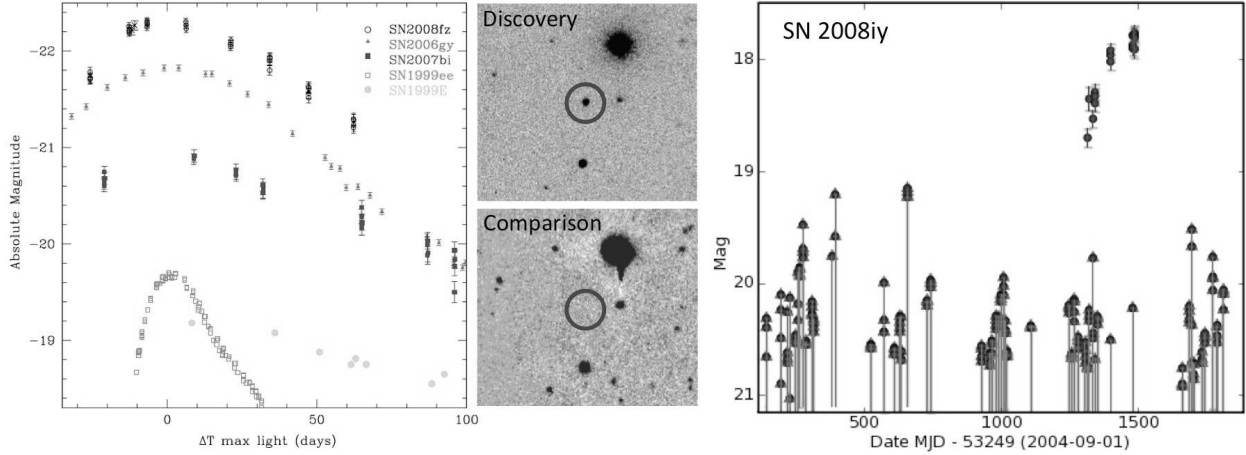 SN2008fz
SN2006gy
SN2007bi
SN1999ee
SN1999E
-22
-21
-20
-19
Absolute Magnitude
0
50
100
ΔT max light (days)
Discovery
Comparison
SN 2008iy
18
19
20
21
Mag
500
1000
1500
Date MJD - 53249 (2004-09-01)